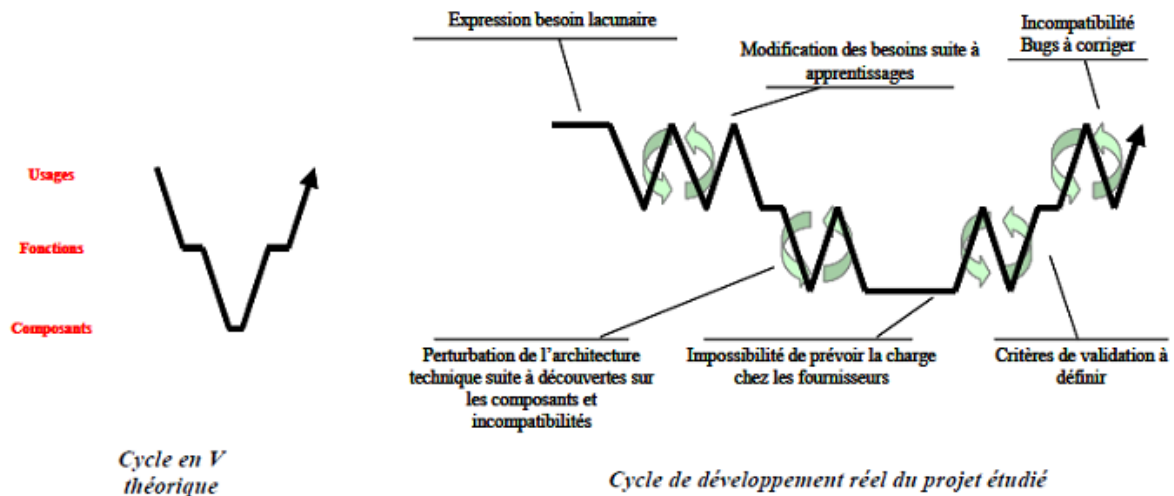 Expression besoin lacunaire
Modification des besoins suite à
apprentissages
Incompatibilité
Bugs à corriger
Usages
Fonctions
Composants
Perturbation de l'architecture
technique suite à découvertes sur
les composants et
incompatibilités
Impossibilité de prévoir la charge
chez les fournisseurs
Critères de validation à
définir
Cycle en V
théorique
Cycle de développement réel du projet étudié